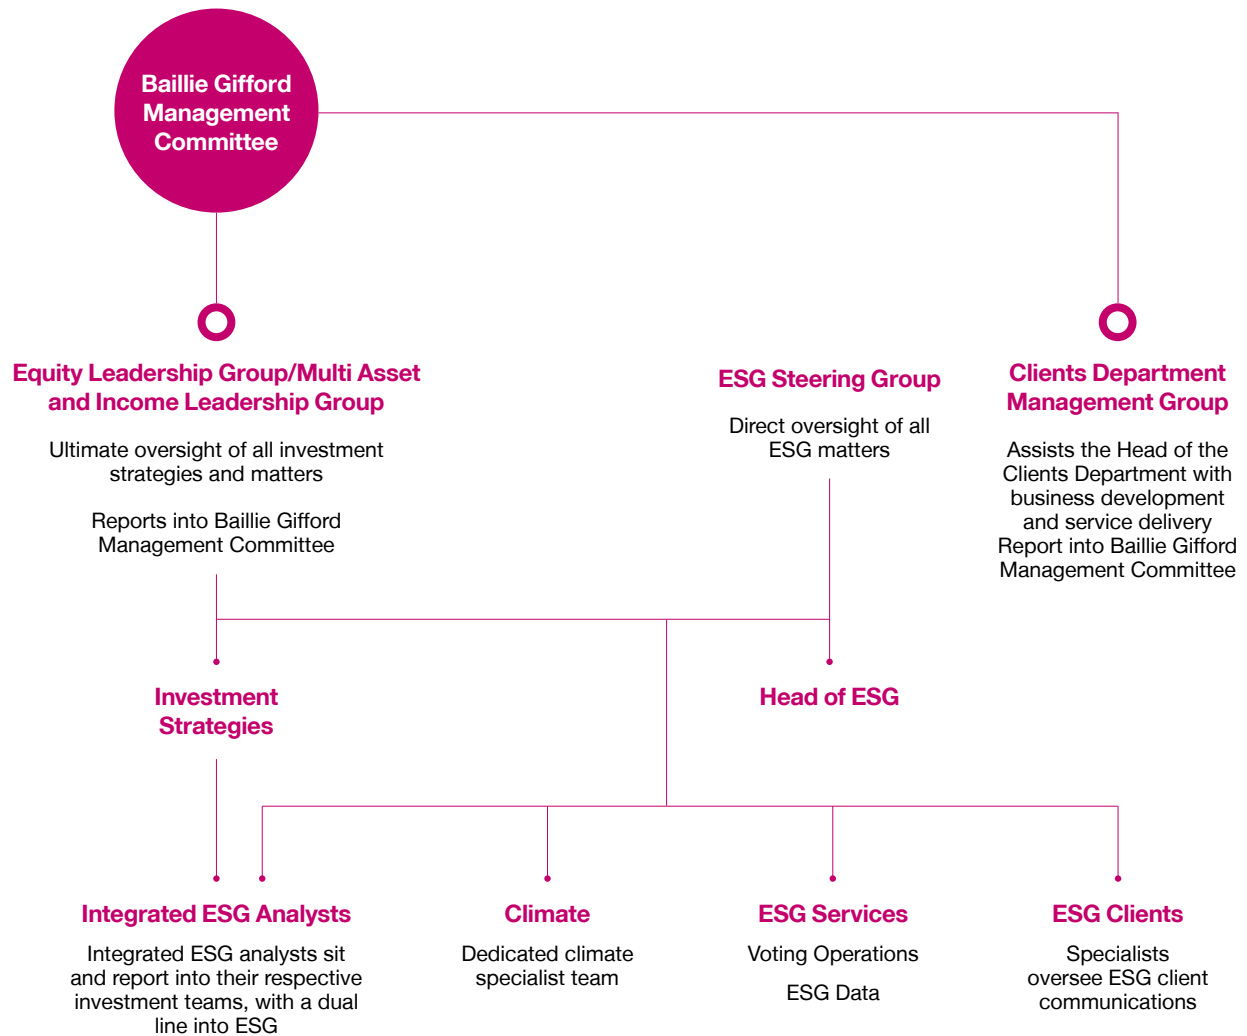 Baillie Gifford
Management
Committee
Equity Leadership Group/Multi Asset
and Income Leadership Group
Ultimate oversight of all investment
strategies and matters
Reports into Baillie Gifford
Management Committee
ESG Steering Group
Direct oversight of all
ESG matters
Clients Department
Management Group
Assists the Head of the
Clients Department with
business development
and service delivery
Report into Baillie Gifford
Management Committee
Investment
Strategies
Head of ESG
Integrated ESG Analysts
Integrated ESG analysts sit
and report into their respective
investment teams, with a dual
line into ESG
Climate
Dedicated climate
specialist team
ESG Services
Voting Operations
ESG Data
ESG Clients
Specialists
oversee ESG client
communications